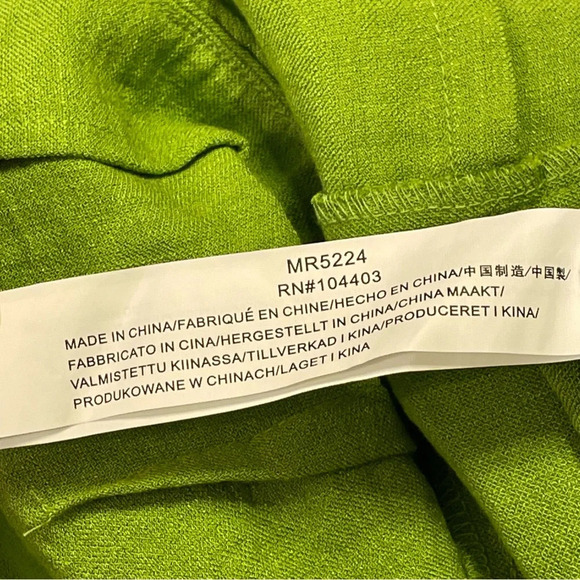 MR5224
RN#104403
MADE IN CHINA/FABRIQUÉ EN CHINE/HECHO EN CHINA/中国制造/中国製/
FABBRICATO IN CINA/HERGESTELLT IN CHINA/CHINA MAAKT/
VALMISTETTU KIINASSA/TILLVERKAD I KINA/PRODUCERET I KINA/
PRODUKOWANE W CHINACH/LAGET I KINA